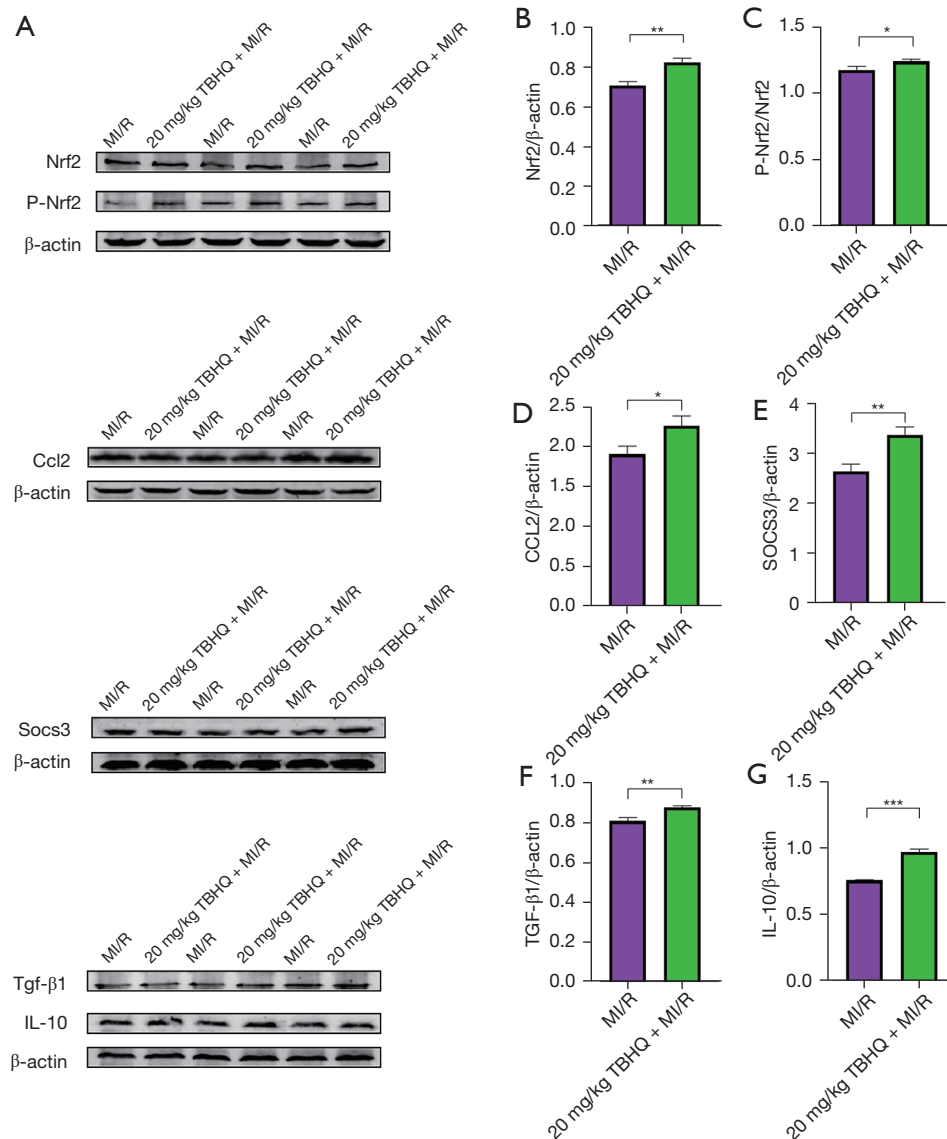 A
MI/R
20 mg/kg TBHQ + MI/R
MI/R
20 mg/kg TBHQ + MI/R
MI/R
20 mg/kg TBHQ + MI/R
Nrf2
P-Nrf2
β-actin
MI/R
20 mg/kg TBHQ + MI/R
MI/R
20 mg/kg TBHQ + MI/R
MI/R
20 mg/kg TBHQ + MI/R
Ccl2
β-actin
MI/R
20 mg/kg TBHQ + MI/R
MI/R
20 mg/kg TBHQ + MI/R
MI/R
20 mg/kg TBHQ + MI/R
Socs3
β-actin
MI/R
20 mg/kg TBHQ + MI/R
MI/R
20 mg/kg TBHQ + MI/R
MI/R
20 mg/kg TBHQ + MI/R
Tgf-β1
IL-10
β-actin
B
Nrf2/β-actin
1.0
0.8
0.6
0.4
0.6
0.0
**
MI/R
20 mg/kg TBHQ + MI/R
C
P-Nrf2/Nrf2
1.5
1.0
1.5
0.0
*
MI/R
20 mg/kg TBHQ + MI/R
D
CCL2/β-actin
2.5
2.0
1.5
2.0
0.5
0.0
*
MI/R
20 mg/kg TBHQ + MI/R
E
SOCS3/β-actin
4
3
2
1
0
**
MI/R
20 mg/kg TBHQ + MI/R
F
TGF-β1/β-actin
1.0
0.8
0.6
0.4
0.2
0.0
**
MI/R
20 mg/kg TBHQ + MI/R
G
IL-10/β-actin
1.5
1.0
0.5
0.0
***
MI/R
20 mg/kg TBHQ + MI/R